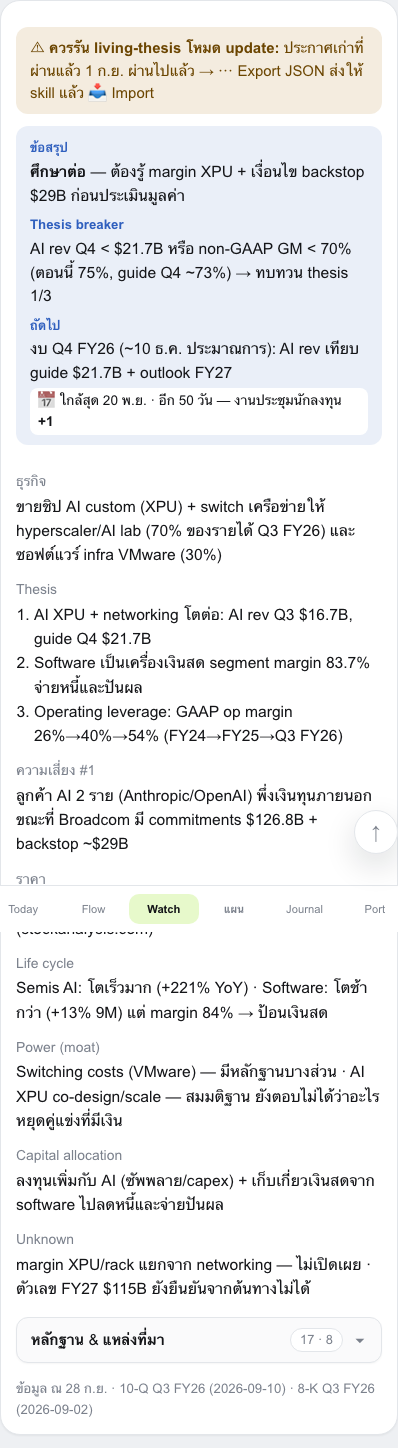 ⚠ ควรรัน living-thesis โหมด update: ประกาศเก่าที่
ผ่านแล้ว 1 ก.ย. ผ่านไปแล้ว → ··· Export JSON ส่งให้
skill แล้ว 📥 Import
ข้อสรุป
ศึกษาต่อ — ต้องรู้ margin XPU + เงื่อนไข backstop
$29B ก่อนประเมินมูลค่า
Thesis breaker
AI rev Q4 < $21.7B หรือ non-GAAP GM < 70%
(ตอนนี้ 75%, guide Q4 ~73%) → ทบทวน thesis
1/3
ถัดไป
งบ Q4 FY26 (~10 ธ.ค. ประมาณการ): AI rev เทียบ
guide $21.7B + outlook FY27
📅 ใกล้สุด 20 พ.ย. · อีก 50 วัน — งานประชุมนักลงทุน
+1
ธุรกิจ
ขายชิป AI custom (XPU) + switch เครือข่ายให้
hyperscaler/AI lab (70% ของรายได้ Q3 FY26) และ
ซอฟต์แวร์ infra VMware (30%)
Thesis
1. AI XPU + networking โตต่อ: AI rev Q3 $16.7B,
guide Q4 $21.7B
2. Software เป็นเครื่องเงินสด segment margin 83.7%
จ่ายหนี้และปันผล
3. Operating leverage: GAAP op margin
26%→40%→54% (FY24→FY25→Q3 FY26)
ความเสี่ยง #1
ลูกค้า AI 2 ราย (Anthropic/OpenAI) พึ่งเงินทุนภายนอก
ขณะที่ Broadcom มี commitments $126.8B +
backstop ~$29B
↑
ราคา
Today Flow Watch แผน Journal Port
(stockanalysis.com)
Life cycle
Semis AI: โตเร็วมาก (+221% YoY) · Software: โตช้า
กว่า (+13% 9M) แต่ margin 84% → ป้อนเงินสด
Power (moat)
Switching costs (VMware) — มีหลักฐานบางส่วน · AI
XPU co-design/scale — สมมติฐาน ยังตอบไม่ได้ว่าอะไร
หยุดคู่แข่งที่มีเงิน
Capital allocation
ลงทุนเพิ่มกับ AI (ซัพพลาย/capex) + เก็บเกี่ยวเงินสดจาก
software ไปลดหนี้และจ่ายปันผล
Unknown
margin XPU/rack แยกจาก networking — ไม่เปิดเผย ·
ตัวเลข FY27 $115B ยังยืนยันจากต้นทางไม่ได้
หลักฐาน & แหล่งที่มา 17 · 8
ข้อมูล ณ 28 ก.ย. · 10-Q Q3 FY26 (2026-09-10) · 8-K Q3 FY26
(2026-09-02)